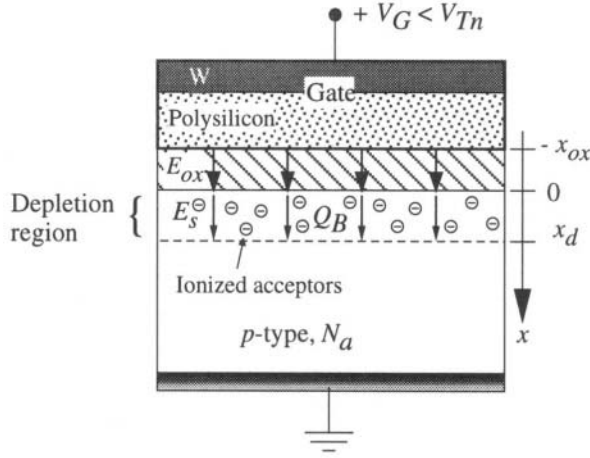 + V_G < V_Tn
W
Gate
Polysilicon
- x_ox
E_ox
0
Depletion
region
E_s
Q_B
x_d
Ionized acceptors
p-type, N_a
x